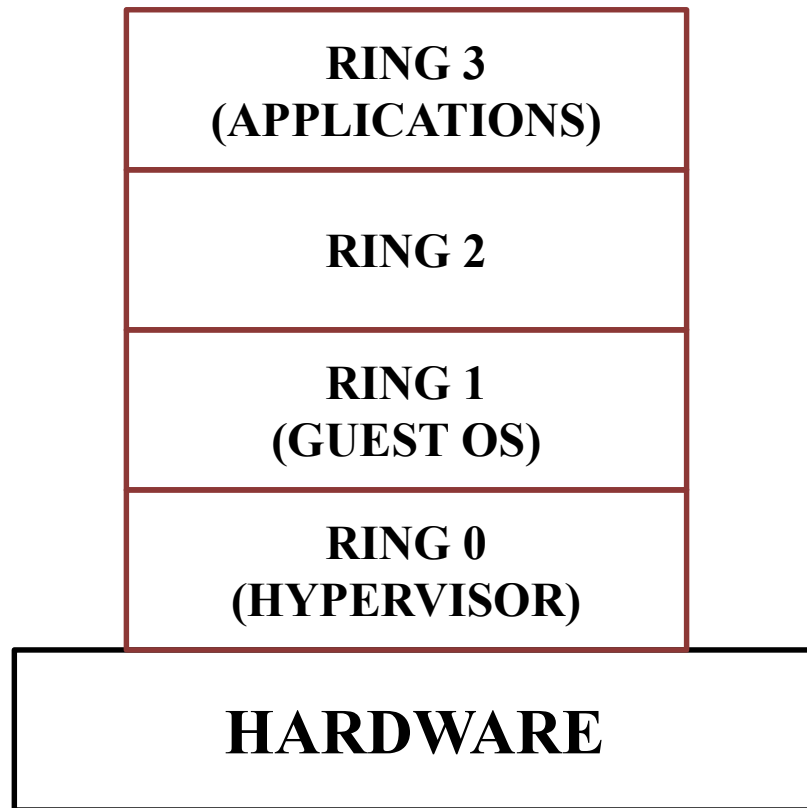 RING 3
(APPLICATIONS)
RING 2
RING 1
(GUEST OS)
RING 0
(HYPERVISOR)
HARDWARE